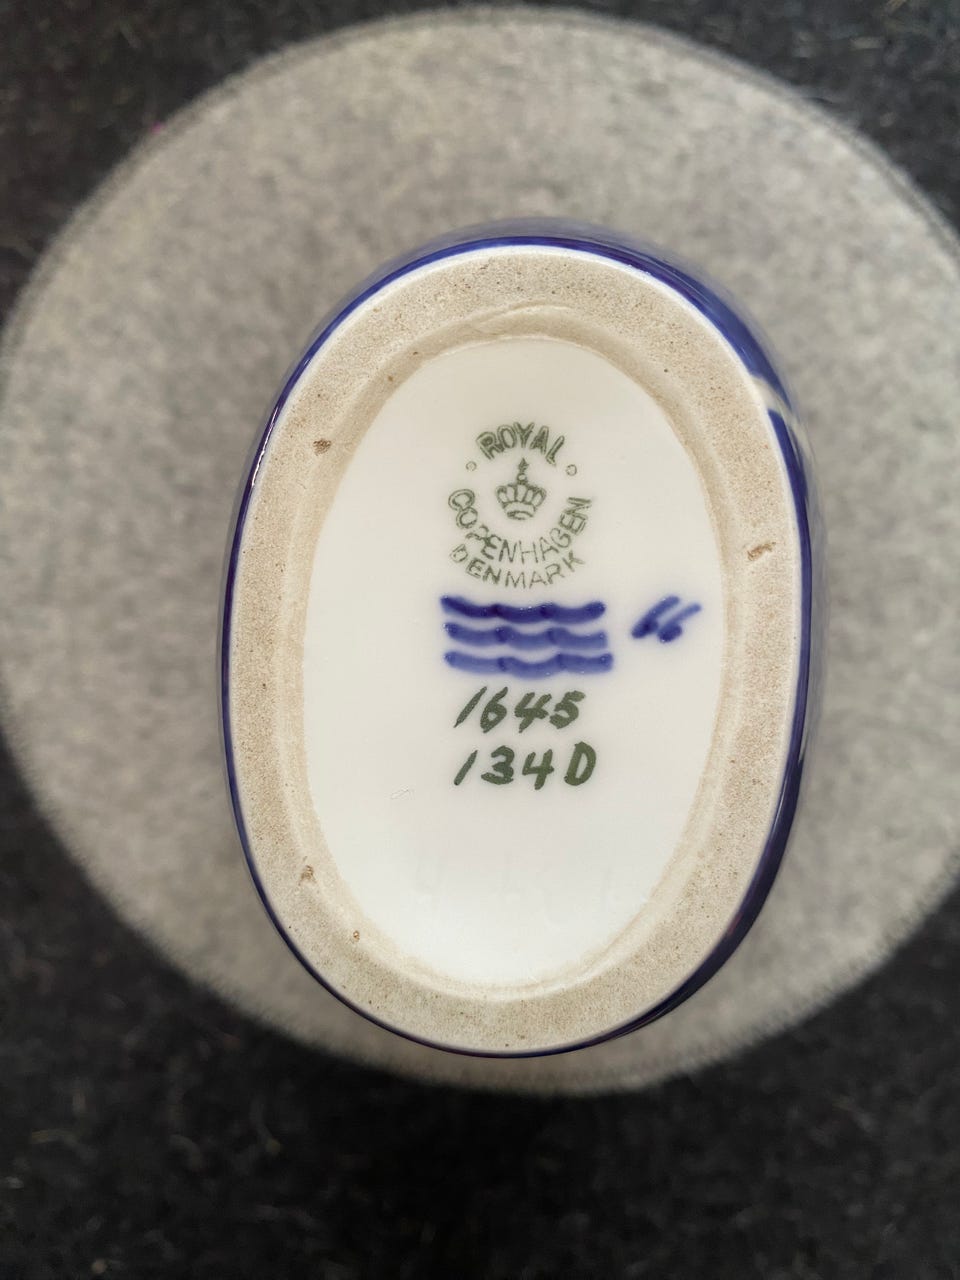 ROYAL
COPENHAGEN
DENMARK
1645
134D